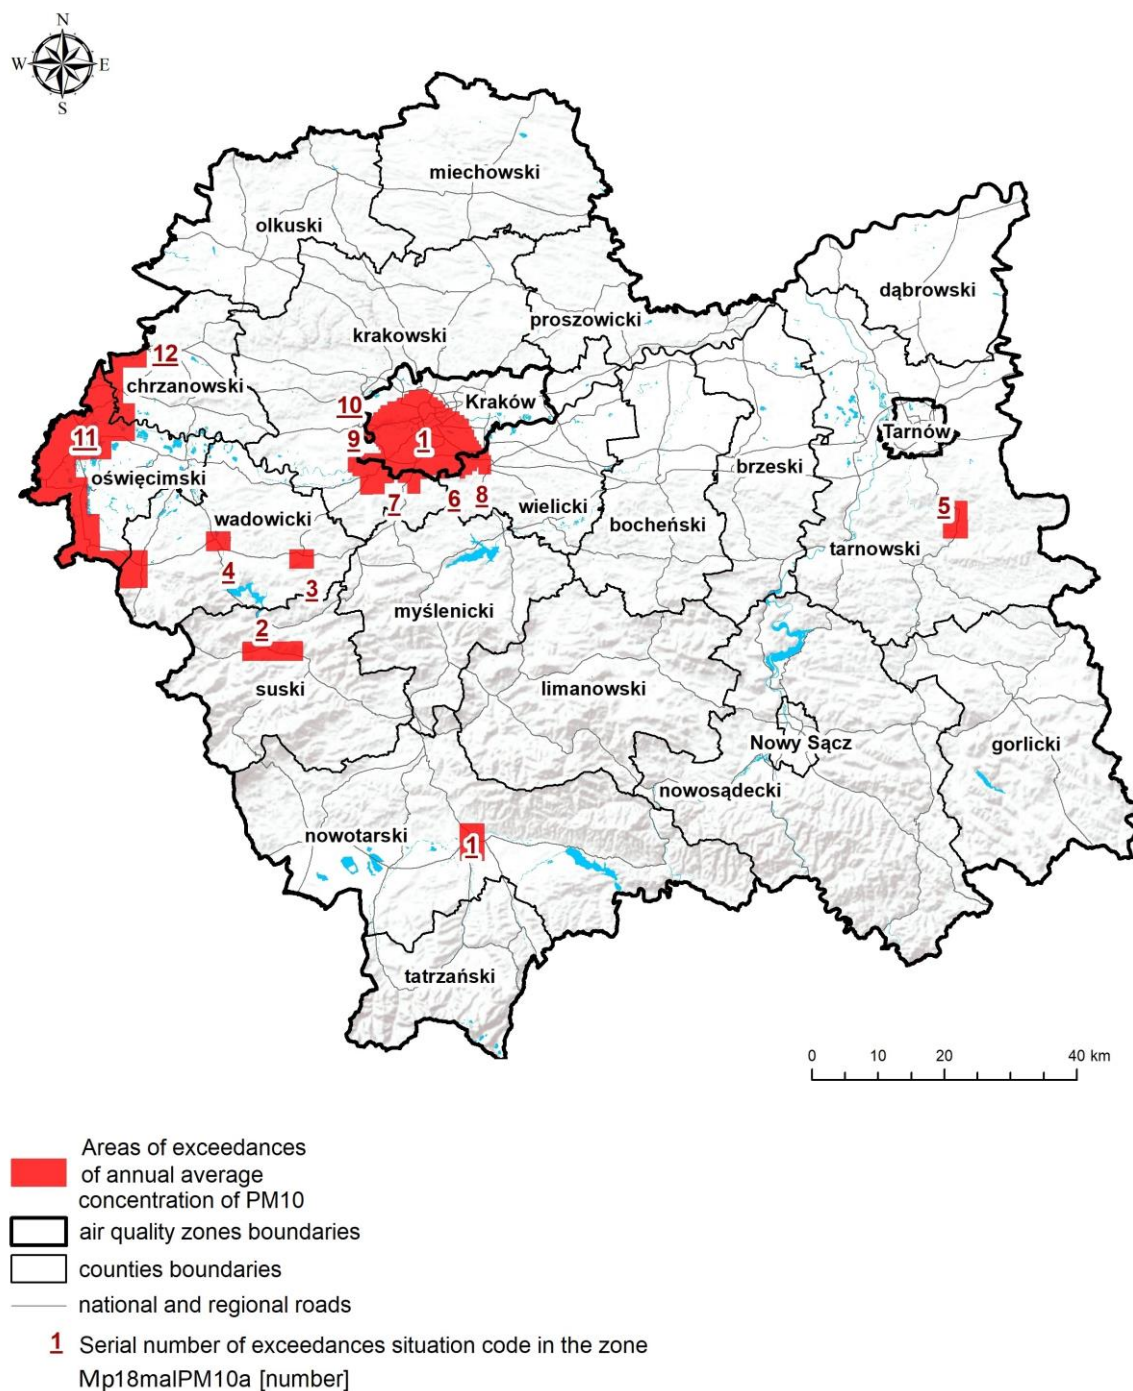 N
W E
S
miechowski
olkuski
dąbrowski
proszowicki
krakowski
12
chrzanowski
Kraków
10
Tarnów
11
9
1
oświęcimski
brzeski
7
6
8
wielicki
5
wadowicki
bocheński
tarnowski
4
3
myślenicki
2
suski
limanowski
Nowy Sącz
gorlicki
nowosądecki
nowotarski
1
tatrzański
0 10 20 40 km
Areas of exceedances
of annual average
concentration of PM10
air quality zones boundaries
counties boundaries
national and regional roads
1 Serial number of exceedances situation code in the zone
Mp18malPM10a [number]